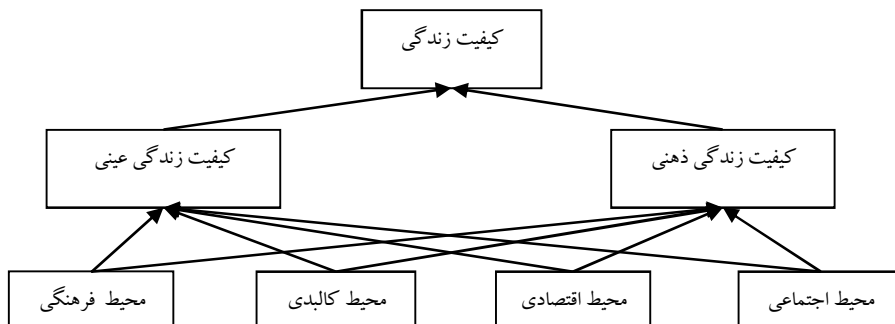 کیفیت زندگی
کیفیت زندگی ذهنی
کیفیت زندگی عینی
محیط اجتماعی
محیط اقتصادی
محیط کالبدی
محیط فرهنگی